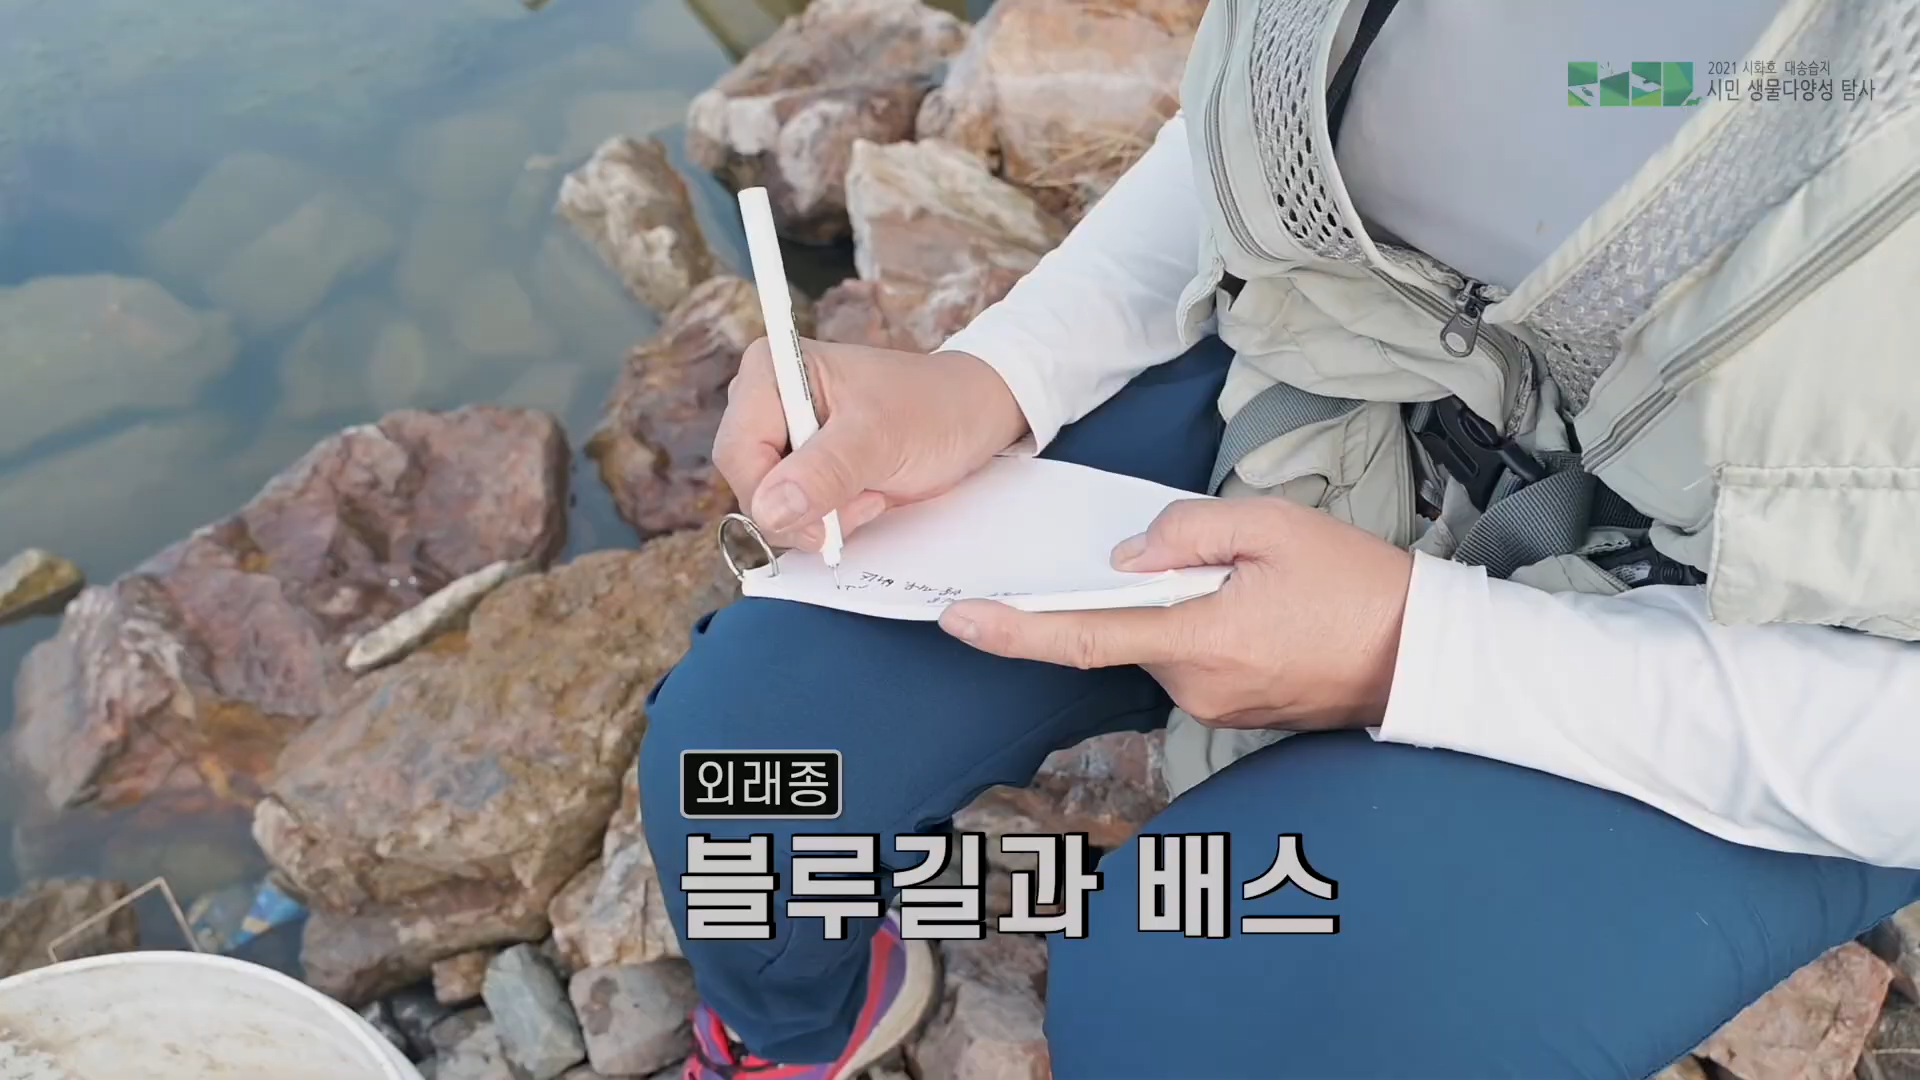 2021 시화호 대송습지
시민 생물다양성 탐사
외래종
블루길과 배스